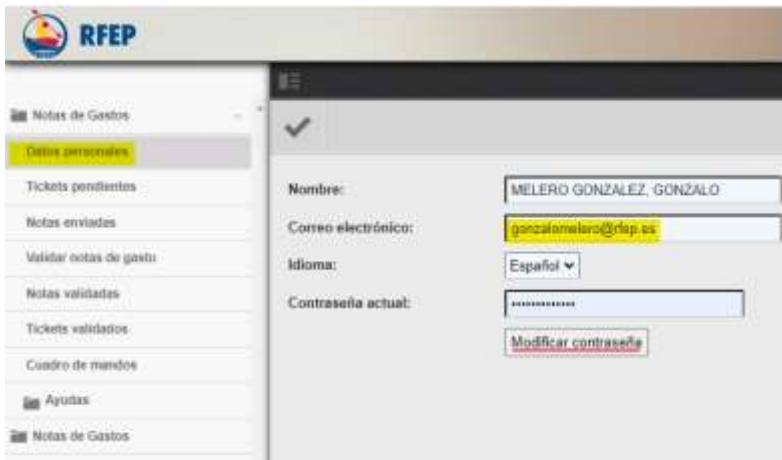 RFEP
Notas de Gastos
Datos personales
Tickets pendientes
Notas enviadas
Validar notas de gasto
Notas validadas
Tickets validados
Cuadro de mandos
Ayudas
Notas de Gastos
Nombre: MELERO GONZALEZ, GONZALO
Correo electrónico: gonzalomelero@rfep.es
Idioma: Español
Contraseña actual: •••••••••••••
Modificar contraseña